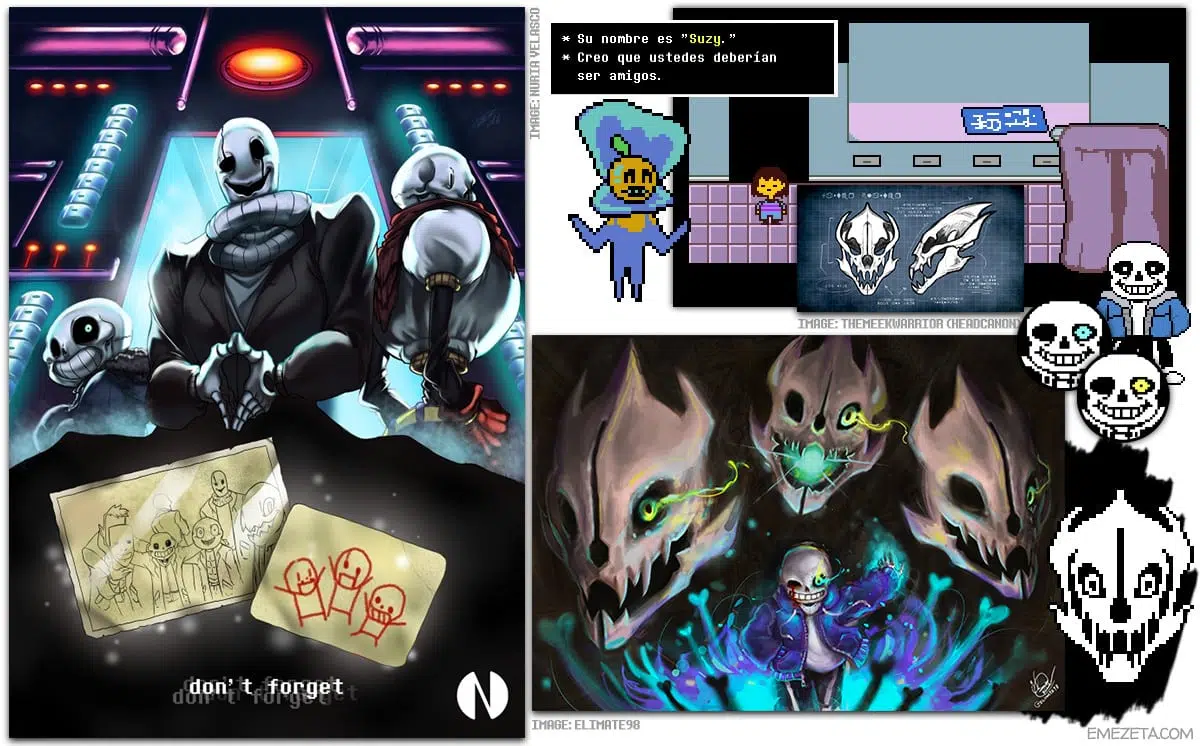 IMAGE: NURIA VELASCO
* Su nombre es "Suzy."
* Creo que ustedes deberían
ser amigos.
IMAGE: THEMEEKWARRIOR (HEADCANON)
don't forget
don't forget
N
IMAGE: ELIMATE98
EMEZETA.COM